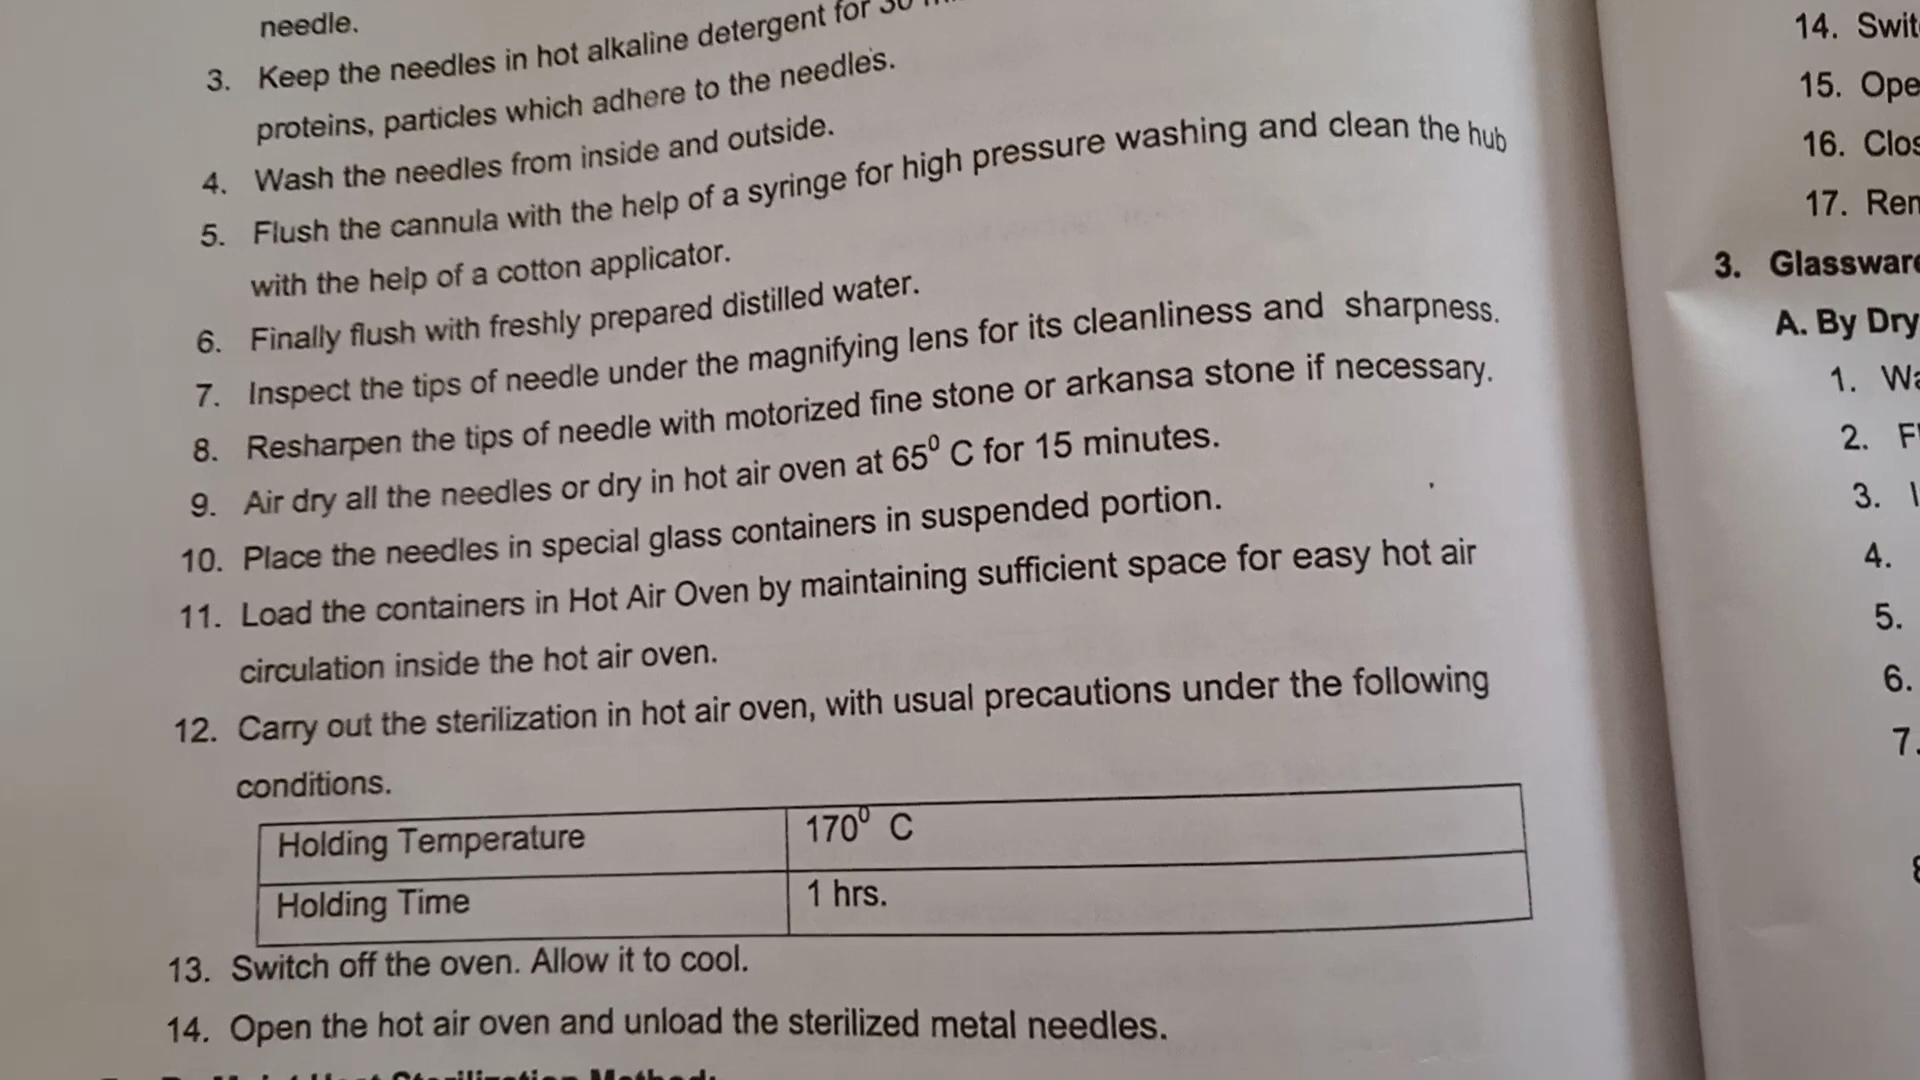 needle.
3. Keep the needles in hot alkaline detergent for 30
proteins, particles which adhere to the needles.
4. Wash the needles from inside and outside.
5. Flush the cannula with the help of a syringe for high pressure washing and clean the hub
with the help of a cotton applicator.
6. Finally flush with freshly prepared distilled water.
7. Inspect the tips of needle under the magnifying lens for its cleanliness and sharpness.
8. Resharpen the tips of needle with motorized fine stone or arkansa stone if necessary.
9. Air dry all the needles or dry in hot air oven at 65⁰ C for 15 minutes.
10. Place the needles in special glass containers in suspended portion.
11. Load the containers in Hot Air Oven by maintaining sufficient space for easy hot air
circulation inside the hot air oven.
12. Carry out the sterilization in hot air oven, with usual precautions under the following
conditions.
Holding Temperature 170⁰ C
Holding Time 1 hrs.
13. Switch off the oven. Allow it to cool.
14. Open the hot air oven and unload the sterilized metal needles.
Heat Sterilization Method:
14. Swit
15. Ope
16. Clos
17. Ren
3. Glassware
A. By Dry
1. Wa
2. Fl
3.
4.
5.
6.
7.